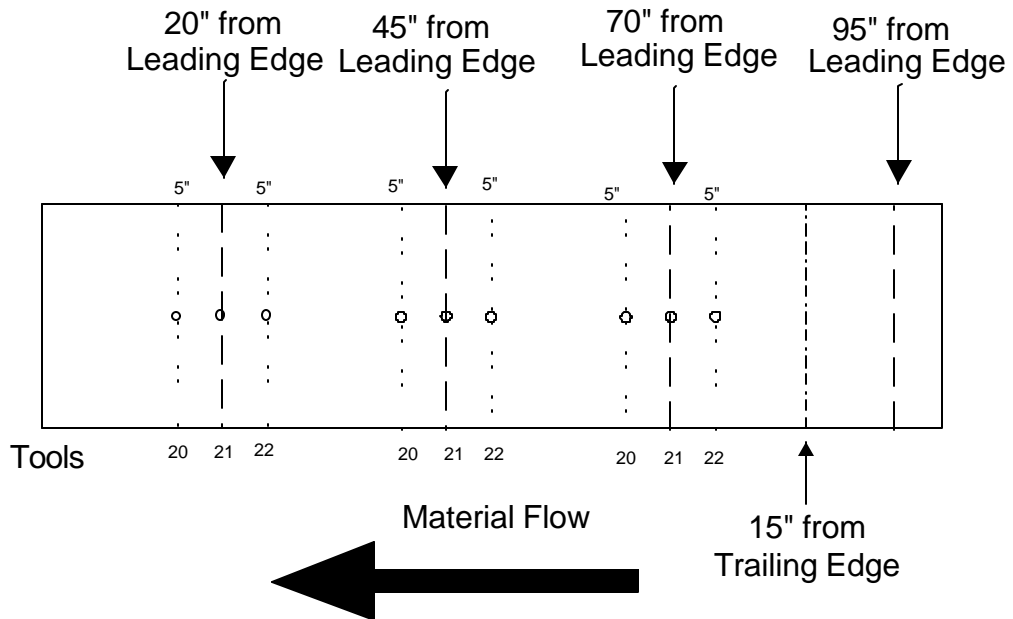 20" from
Leading Edge
45" from
Leading Edge
70" from
Leading Edge
95" from
Leading Edge
5" 5" 5" 5" 5" 5"
Tools 20 21 22 20 21 22 20 21 22
Material Flow
15" from
Trailing Edge